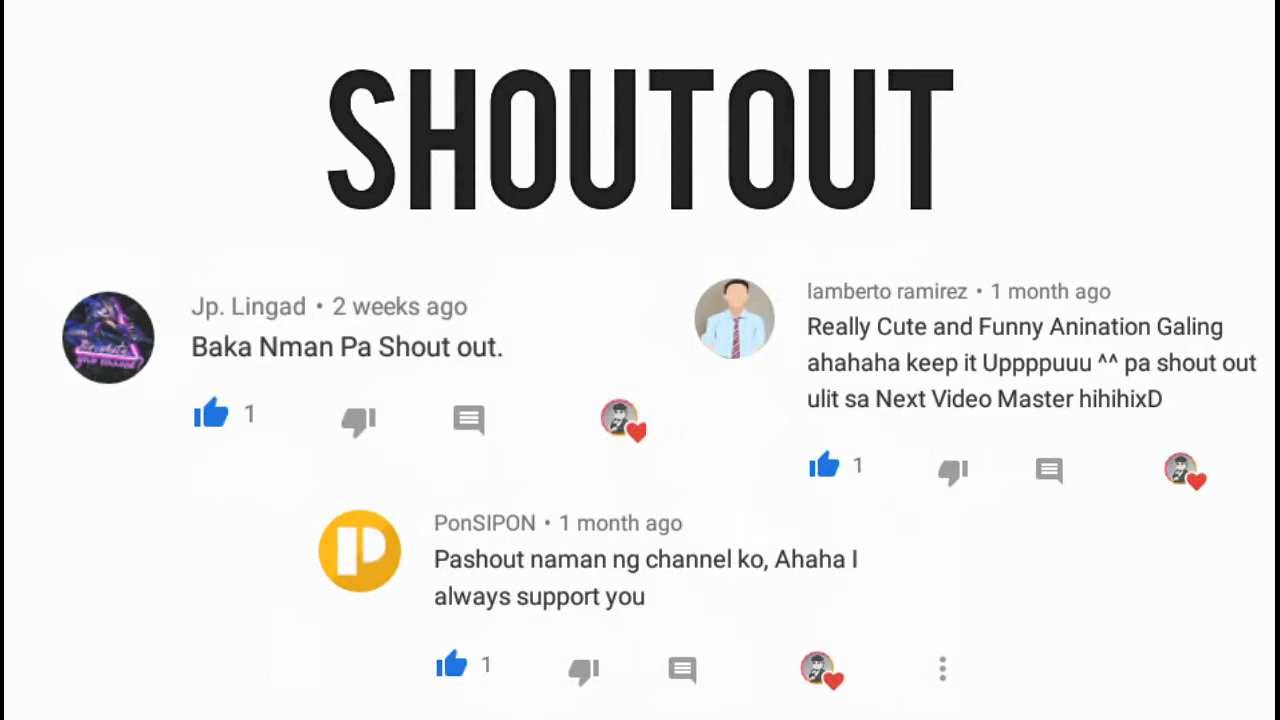 SHOUTOUT
Jp. Lingad • 2 weeks ago
Baka Nman Pa Shout out.
1
lamberto ramirez • 1 month ago
Really Cute and Funny Anination Galing
ahahaha keep it Uppppuuu ^^ pa shout out
ulit sa Next Video Master hihihixD
1
PonSIPON • 1 month ago
Pashout naman ng channel ko, Ahaha I
always support you
1